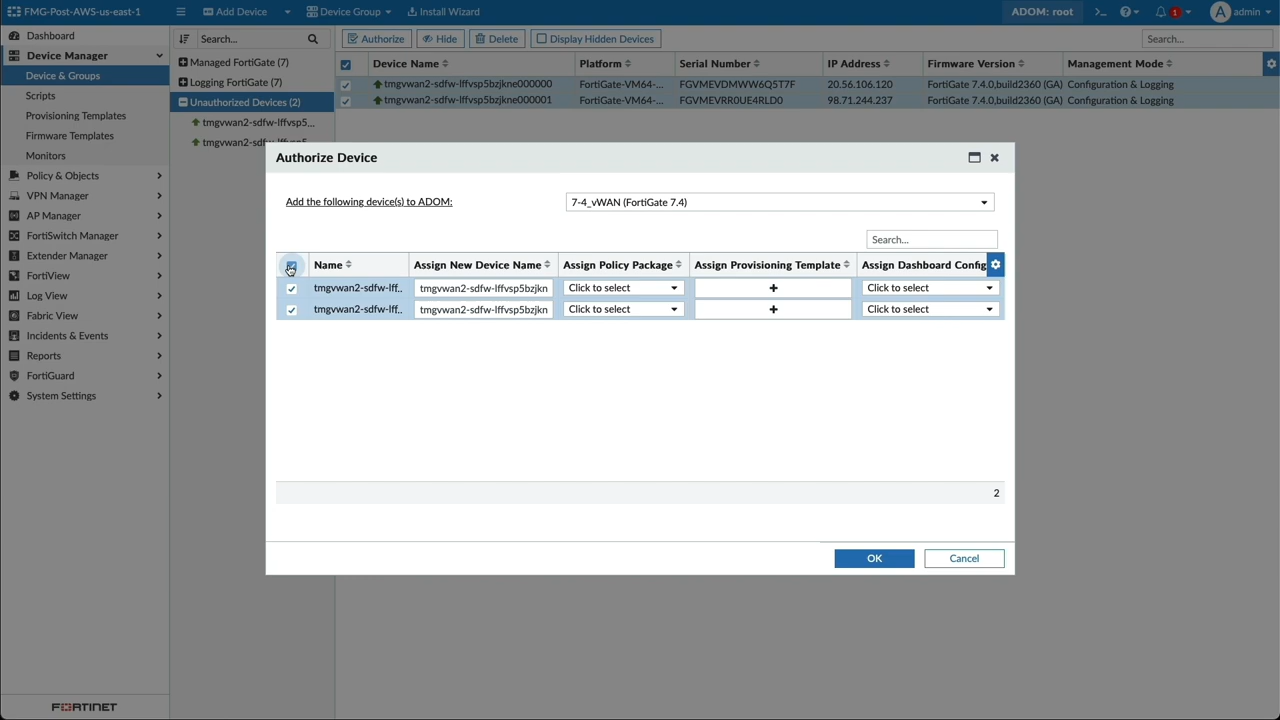 FMG-Post-AWS-us-east-1
Add Device
Device Group
Install Wizard
ADOM: root
1
A admin
Dashboard
Device Manager
Device & Groups
Scripts
Provisioning Templates
Firmware Templates
Monitors
Policy & Objects
VPN Manager
AP Manager
FortiSwitch Manager
Extender Manager
FortiView
Log View
Fabric View
Incidents & Events
Reports
FortiGuard
System Settings
FORTINET
Search...
Managed FortiGate (7)
Logging FortiGate (7)
Unauthorized Devices (2)
tmgvwan2-sdfw-lffvsp5...
Authorize Hide Delete Display Hidden Devices Search...
Device Name Platform Serial Number IP Address Firmware Version Management Mode
tmgvwan2-sdfw-lffvsp5bzjkne000000 FortiGate-VM64-... FGVMEVDMWW6Q5T7F 20.56.106.120 FortiGate 7.4.0,build2360 (GA) Configuration & Logging
tmgvwan2-sdfw-lffvsp5bzjkne000001 FortiGate-VM64-... FGVMEVRR0UE4RLD0 98.71.244.237 FortiGate 7.4.0,build2360 (GA) Configuration & Logging
Authorize Device
Add the following device(s) to ADOM: 7-4_vWAN (FortiGate 7.4)
Search...
Name Assign New Device Name Assign Policy Package Assign Provisioning Template Assign Dashboard Config
tmgvwan2-sdfw-lff.. tmgvwan2-sdfw-lffvsp5bzjkn Click to select Click to select
tmgvwan2-sdfw-lff.. tmgvwan2-sdfw-lffvsp5bzjkn Click to select Click to select
2
OK Cancel